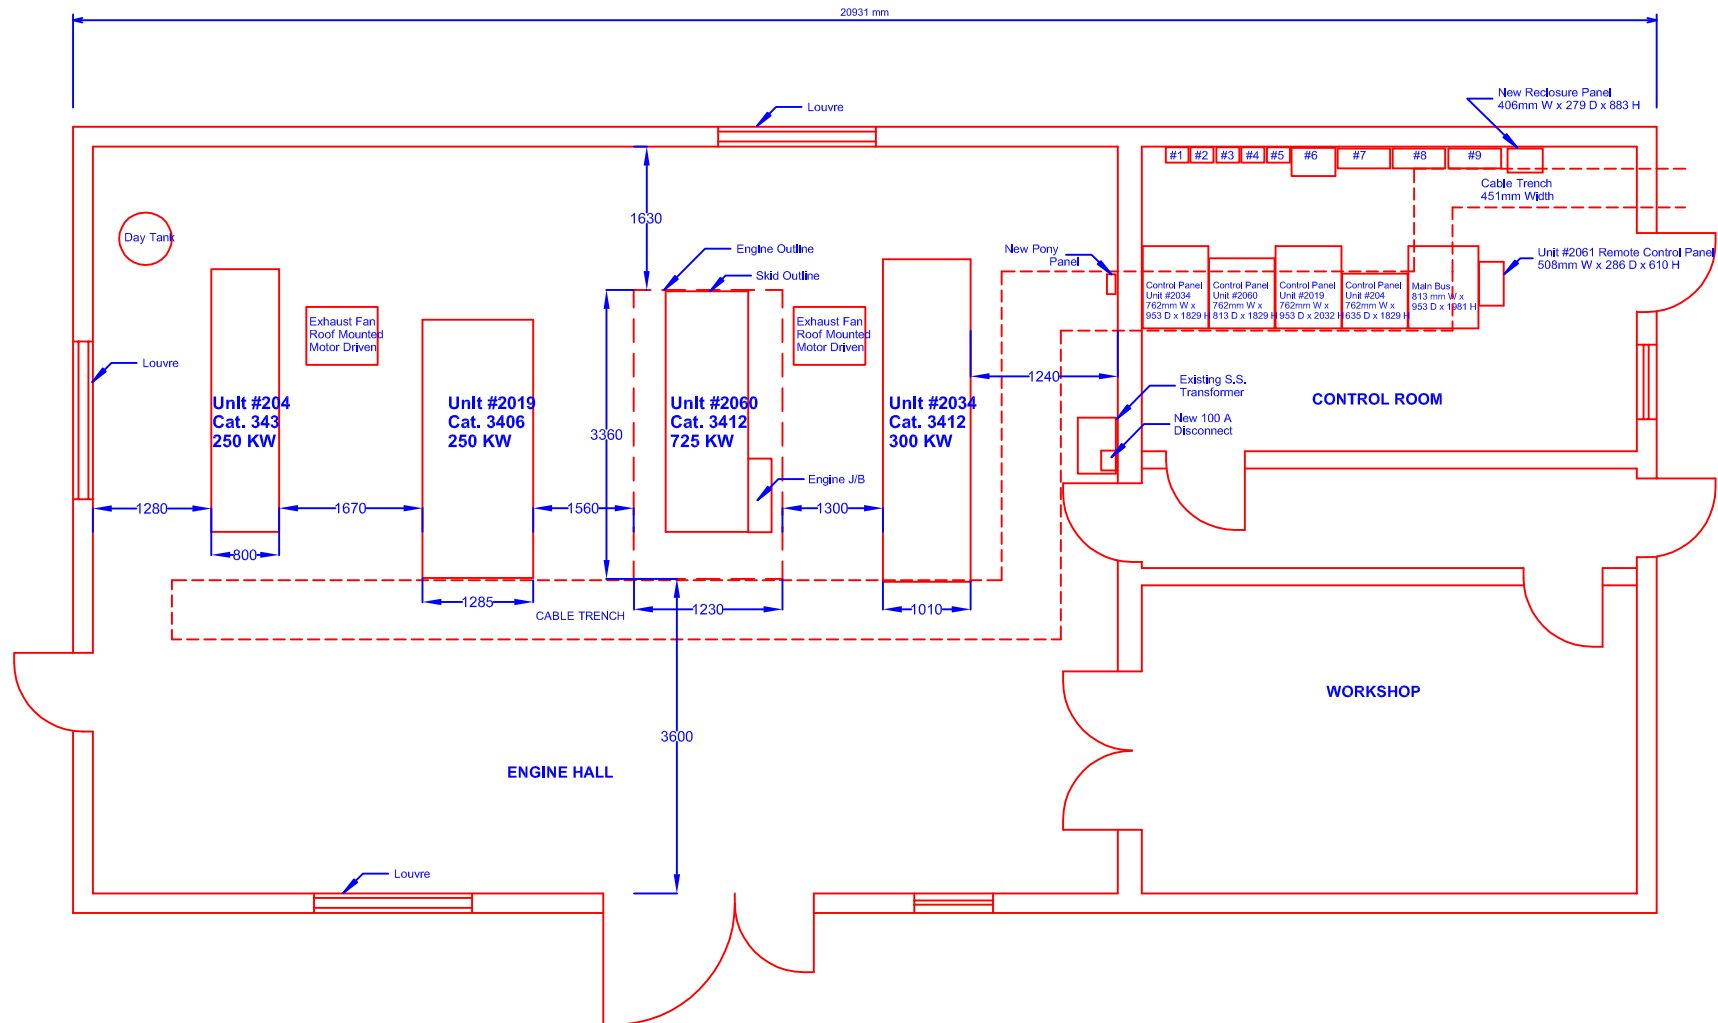 20931 mm
Louvre
New Reclosure Panel
406mm W x 279 D x 883 H
#1 #2 #3 #4 #5 #6 #7 #8 #9
Cable Trench
451mm Width
1630
Day Tank
Engine Outline
Skid Outline
New Pony
Panel
Unit #2061 Remote Control Panel
508mm W x 286 D x 610 H
Control Panel
Unit #2034
762mm W x
953 D x 1829 H
Control Panel
Unit #2060
762mm W x
813 D x 1829 H
Control Panel
Unit #2019
762mm W x
953 D x 2032 H
Control Panel
Unit #204
762mm W x
635 D x 1829 H
Main Bus
813 mm W x
953 D x 1981 H
Exhaust Fan
Roof Mounted
Motor Driven
Exhaust Fan
Roof Mounted
Motor Driven
Louvre
1240
Existing S.S.
Transformer
New 100 A
Disconnect
CONTROL ROOM
Unit #204
Cat. 343
250 KW
Unit #2019
Cat. 3406
250 KW
Unit #2060
Cat. 3412
725 KW
Unit #2034
Cat. 3412
300 KW
3360
Engine J/B
1280
1670
1560
1300
800
1285
1230
1010
CABLE TRENCH
WORKSHOP
3600
ENGINE HALL
Louvre